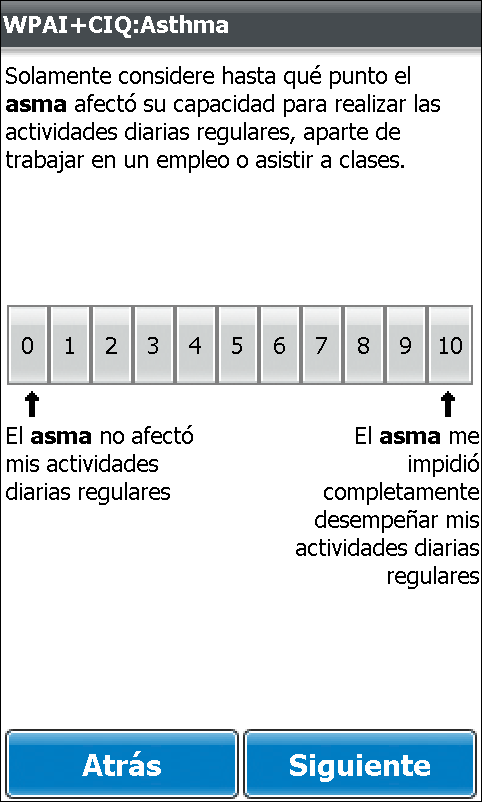 WPAI+CIQ:Asthma
Solamente considere hasta qué punto el
asma afectó su capacidad para realizar las
actividades diarias regulares, aparte de
trabajar en un empleo o asistir a clases.
0 1 2 3 4 5 6 7 8 9 10
El asma no afectó
mis actividades
diarias regulares
El asma me
impidió
completamente
desempeñar mis
actividades diarias
regulares
Atrás
Siguiente